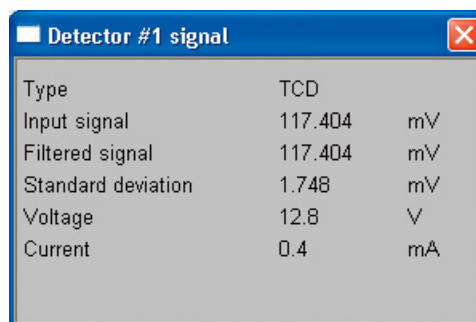 Detector #1 signal
Type TCD
Input signal 117.404 mV
Filtered signal 117.404 mV
Standard deviation 1.748 mV
Voltage 12.8 V
Current 0.4 mA